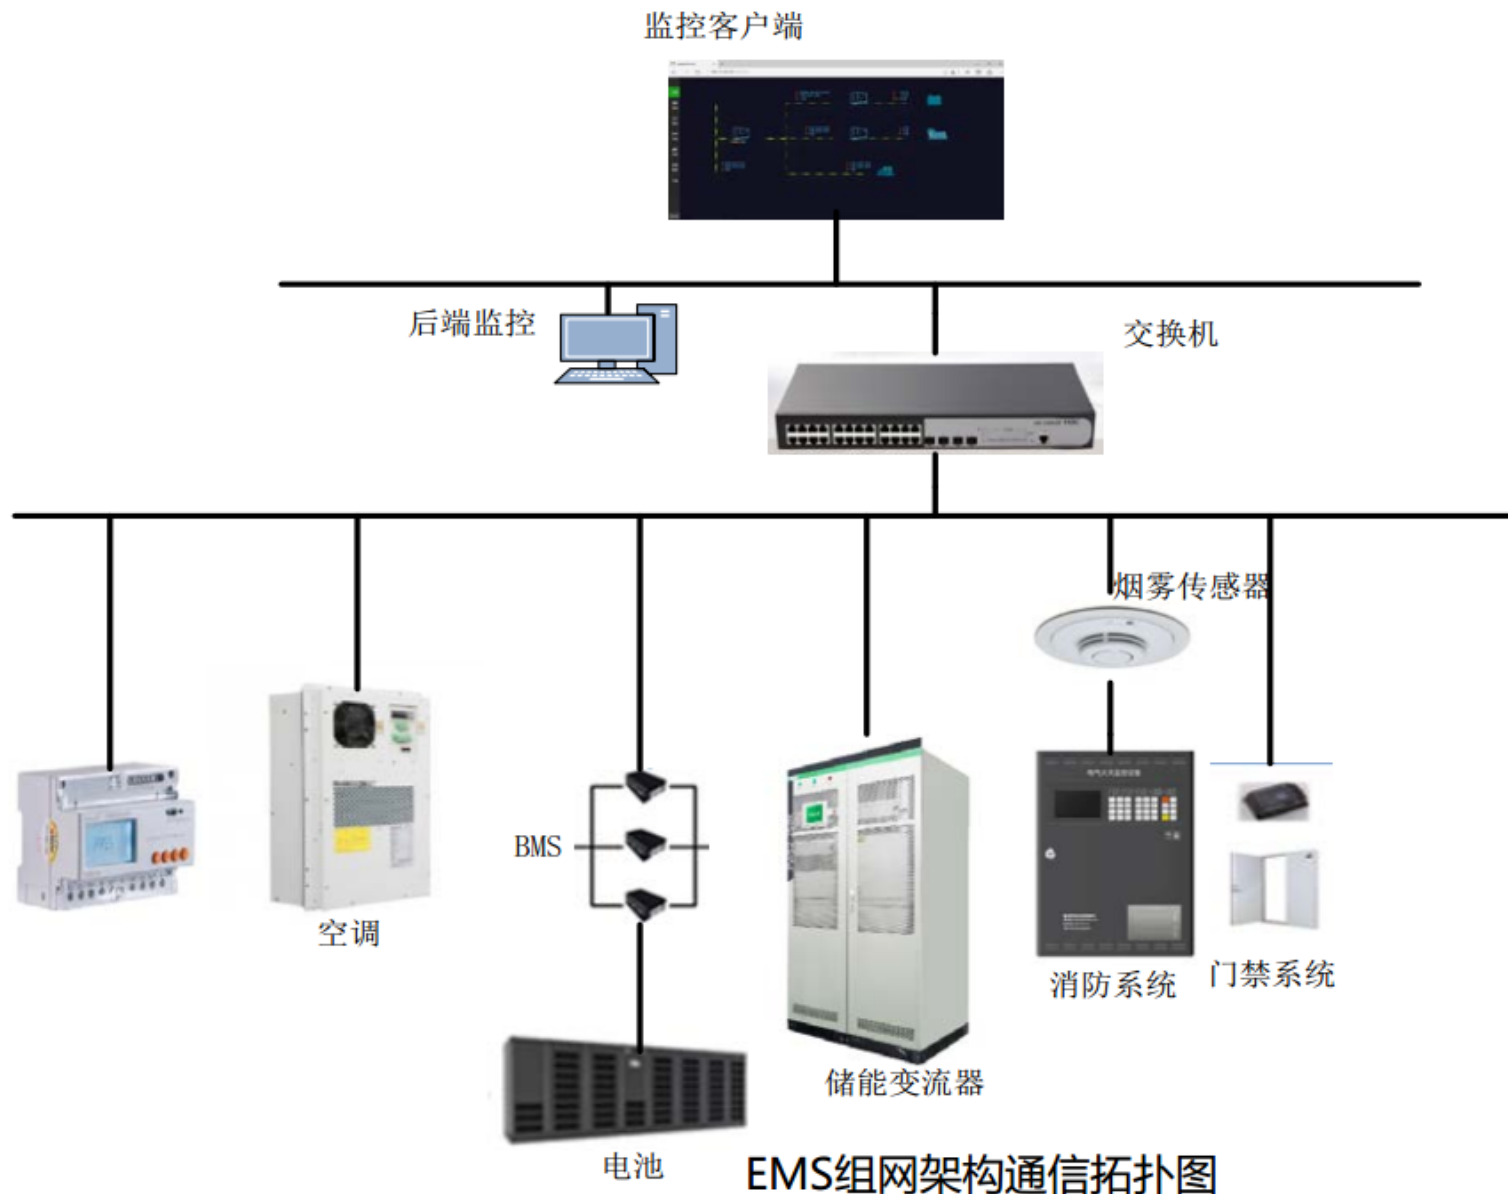 监控客户端
后端监控
交换机
烟雾传感器
BMS
空调
消防系统
门禁系统
储能变流器
电池
EMS组网架构通信拓扑图